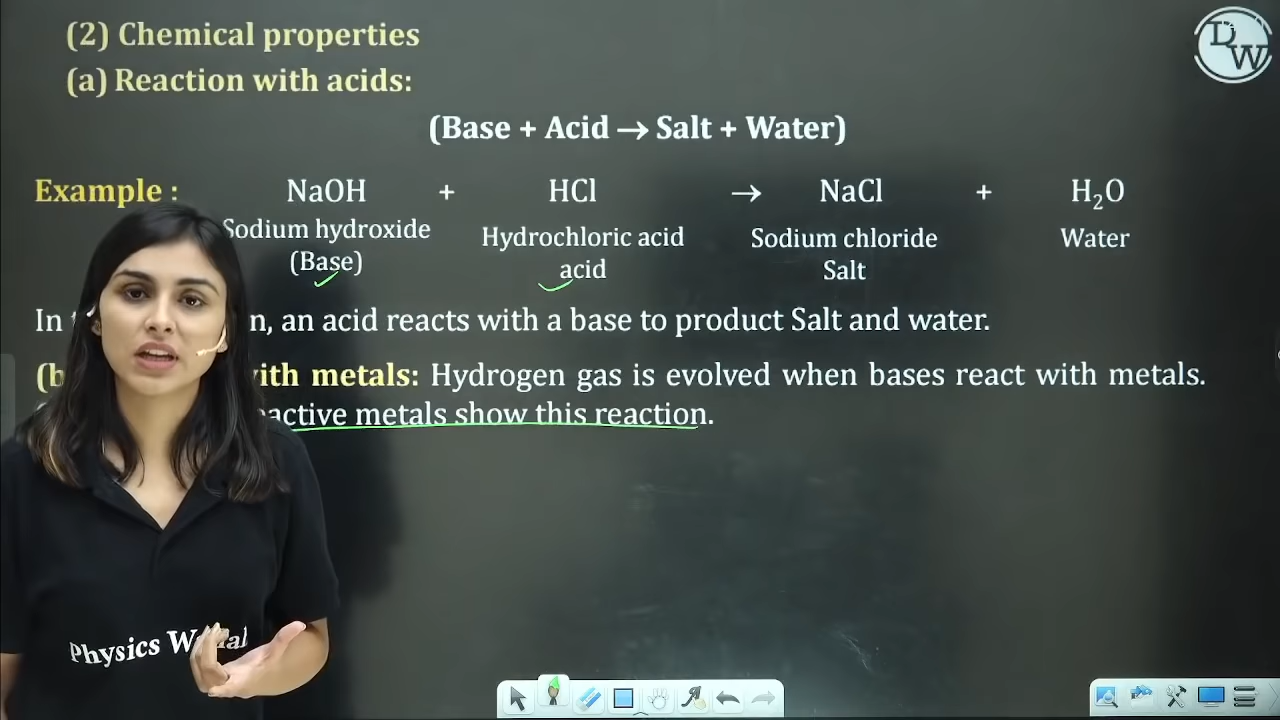 (2) Chemical properties
(a) Reaction with acids:
(Base + Acid → Salt + Water)
Example : NaOH + HCl → NaCl + H₂O
Sodium hydroxide Hydrochloric acid Sodium chloride Water
(Base) acid Salt
In an acid reacts with a base to product Salt and water.
with metals: Hydrogen gas is evolved when bases react with metals.
metals show this reaction.
Physics
DW